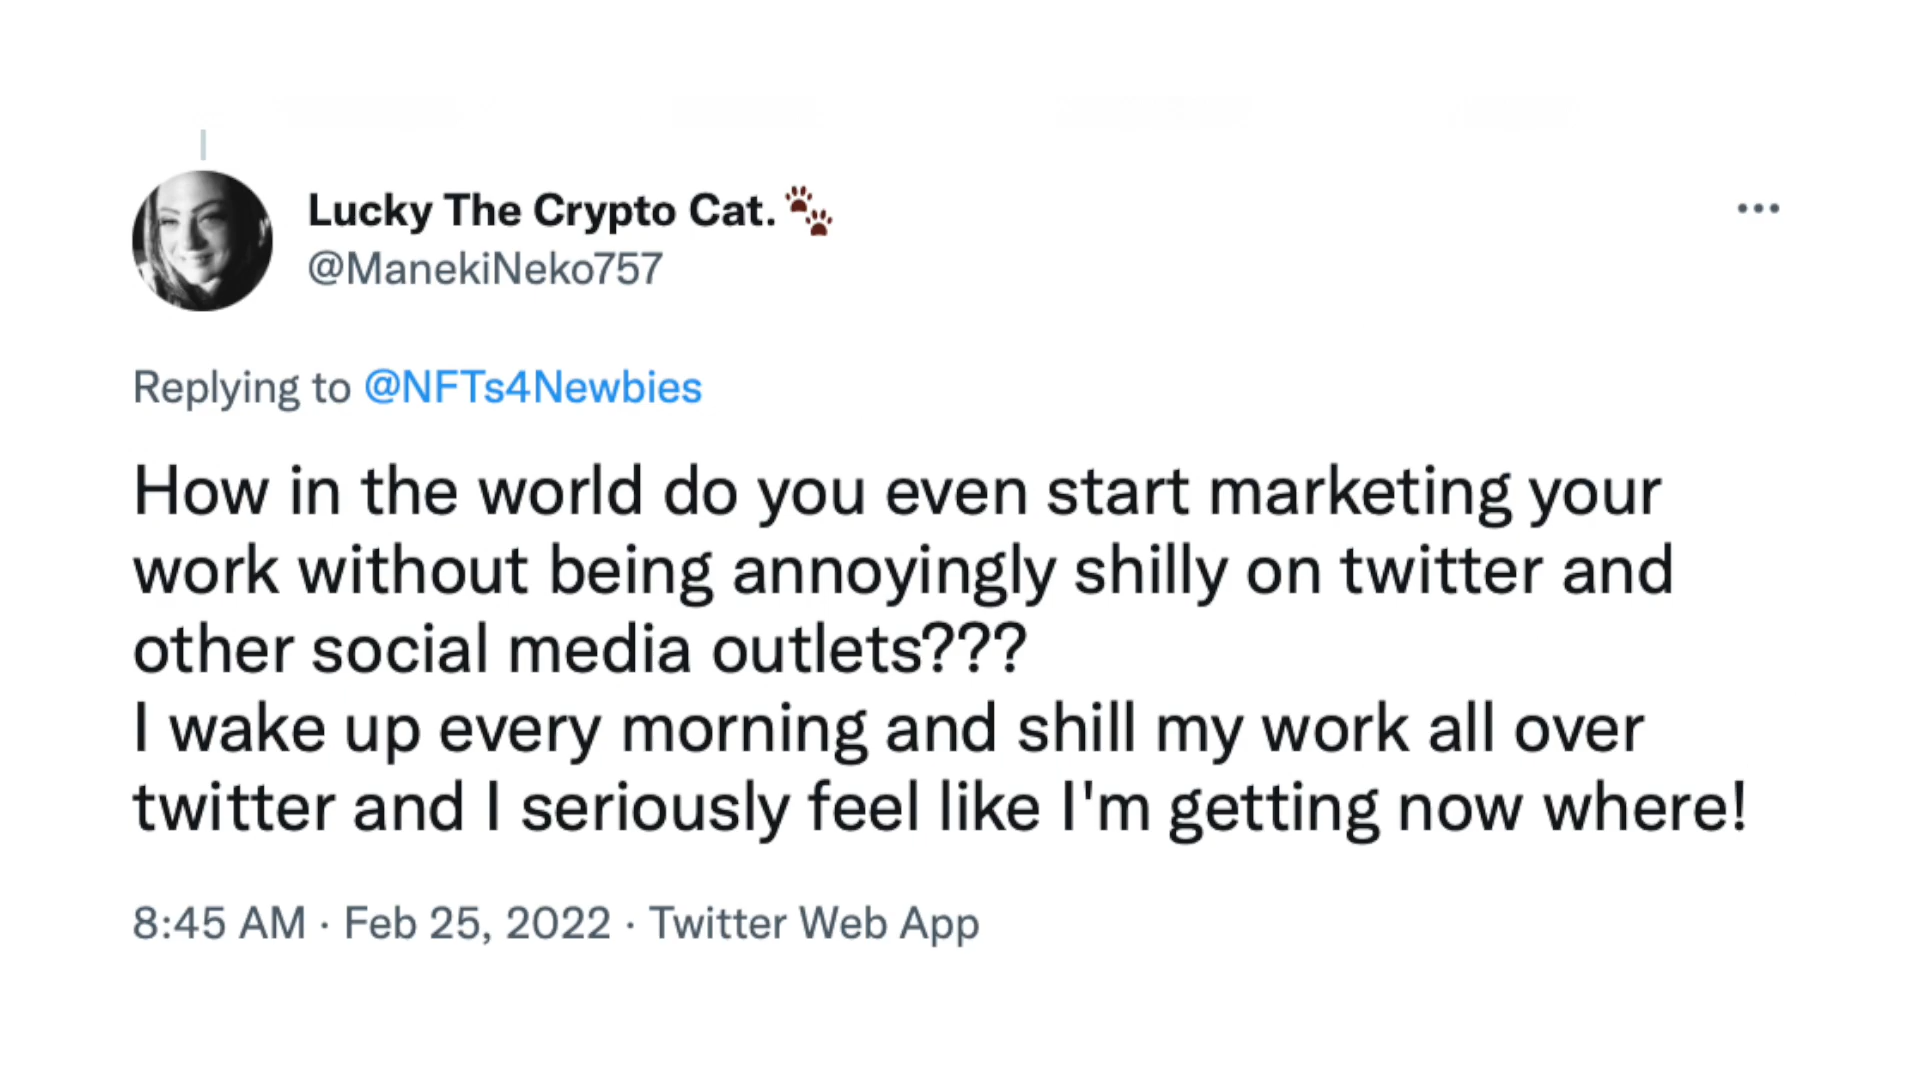 Lucky The Crypto Cat. 🐾
@ManekiNeko757
Replying to @NFTs4Newbies
How in the world do you even start marketing your
work without being annoyingly shilly on twitter and
other social media outlets???
I wake up every morning and shill my work all over
twitter and I seriously feel like I'm getting now where!
8:45 AM · Feb 25, 2022 · Twitter Web App